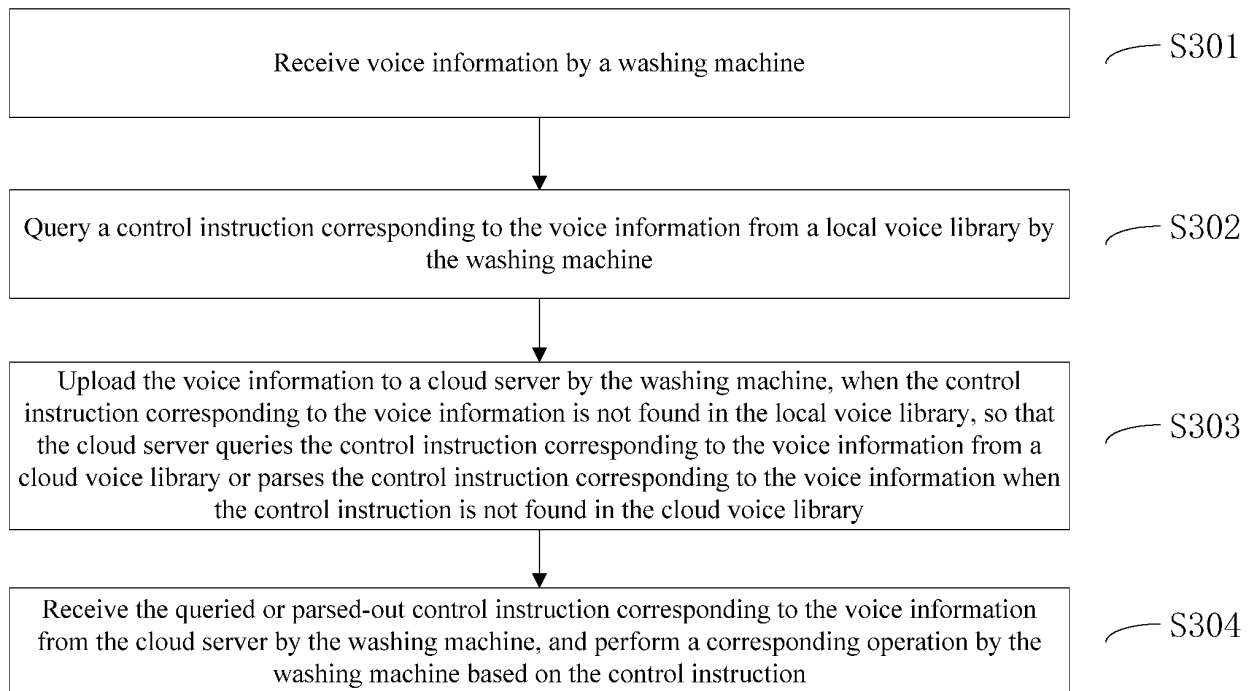 Receive voice information by a washing machine
S301
Query a control instruction corresponding to the voice information from a local voice library by
the washing machine
S302
Upload the voice information to a cloud server by the washing machine, when the control
instruction corresponding to the voice information is not found in the local voice library, so that
the cloud server queries the control instruction corresponding to the voice information from a
cloud voice library or parses the control instruction corresponding to the voice information when
the control instruction is not found in the cloud voice library
S303
Receive the queried or parsed-out control instruction corresponding to the voice information
from the cloud server by the washing machine, and perform a corresponding operation by the
washing machine based on the control instruction
S304